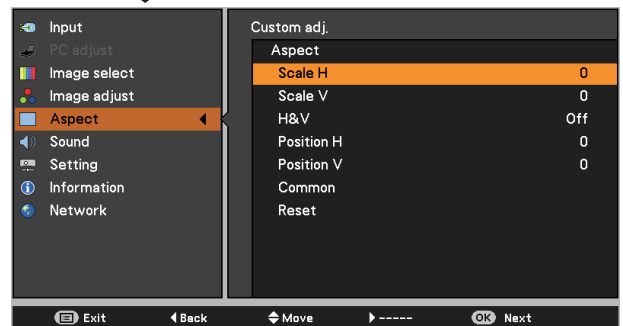 Input
PC adjust
Image select
Image adjust
Aspect
Sound
Setting
Information
Network
Custom adj.
Aspect
Scale H 0
Scale V 0
H&V Off
Position H 0
Position V 0
Common
Reset
Exit Back Move ----- OK Next